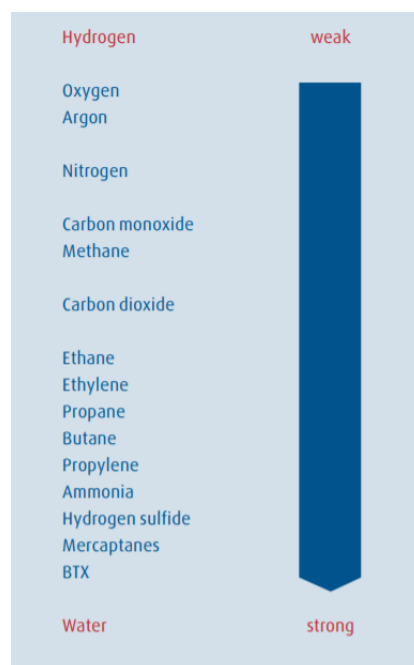 Hydrogen weak
Oxygen
Argon
Nitrogen
Carbon monoxide
Methane
Carbon dioxide
Ethane
Ethylene
Propane
Butane
Propylene
Ammonia
Hydrogen sulfide
Mercaptanes
BTX
Water strong